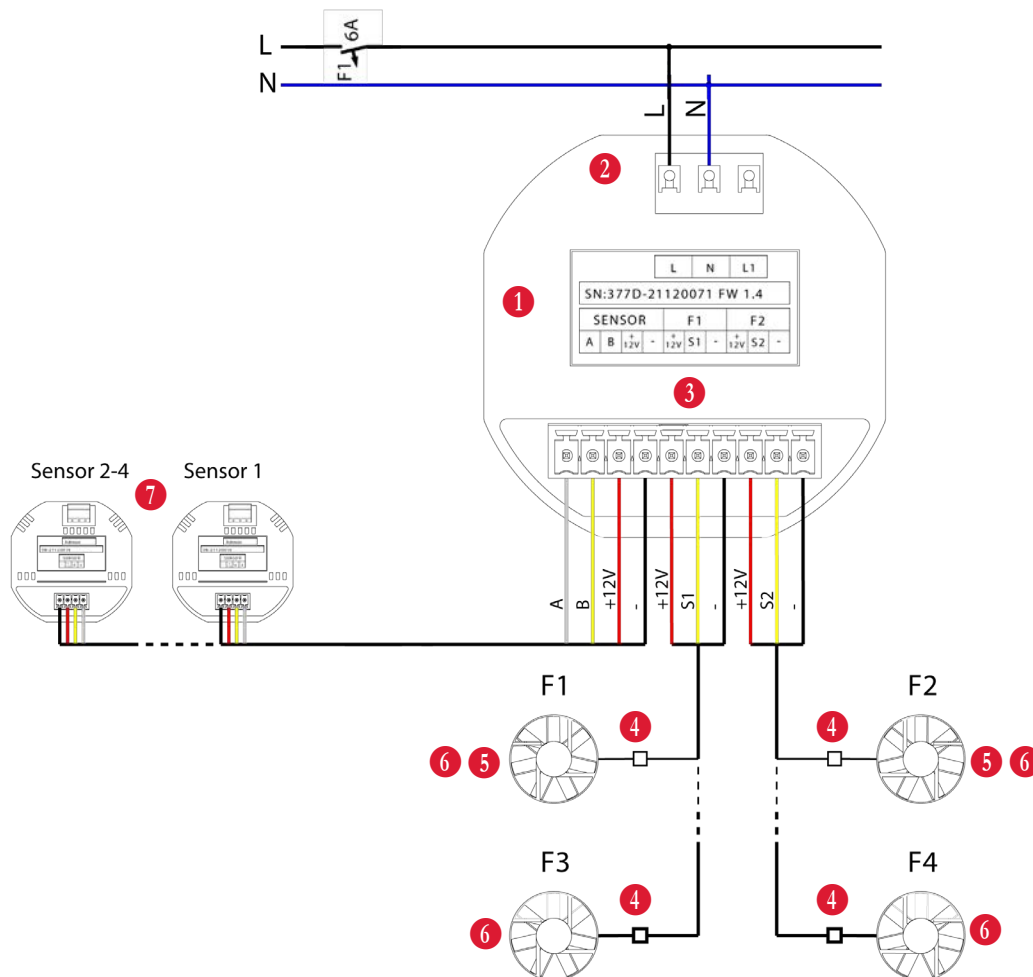 L
F1 6A
N
L
N
2
L N L1
1
SN:377D-21120071 FW 1.4
SENSOR F1 F2
A B +12V - +12V S1 - +12V S2 -
3
Sensor 2-4
Sensor 1
7
A
B
+12V
-
+12V
S1
-
+12V
S2
-
F1
F2
4
4
6 5
5 6
F3
F4
4
4
6
6